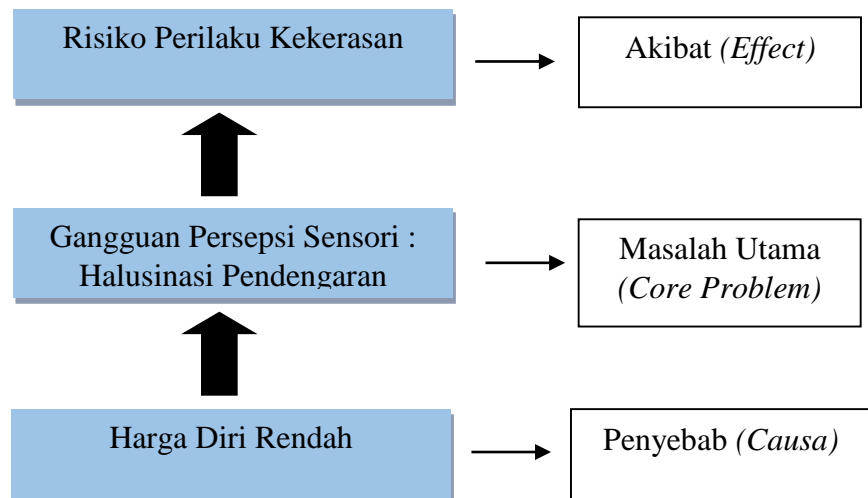 Risiko Perilaku Kekerasan
Akibat (Effect)
Gangguan Persepsi Sensori :
Halusinasi Pendengaran
Masalah Utama
(Core Problem)
Harga Diri Rendah
Penyebab (Causa)